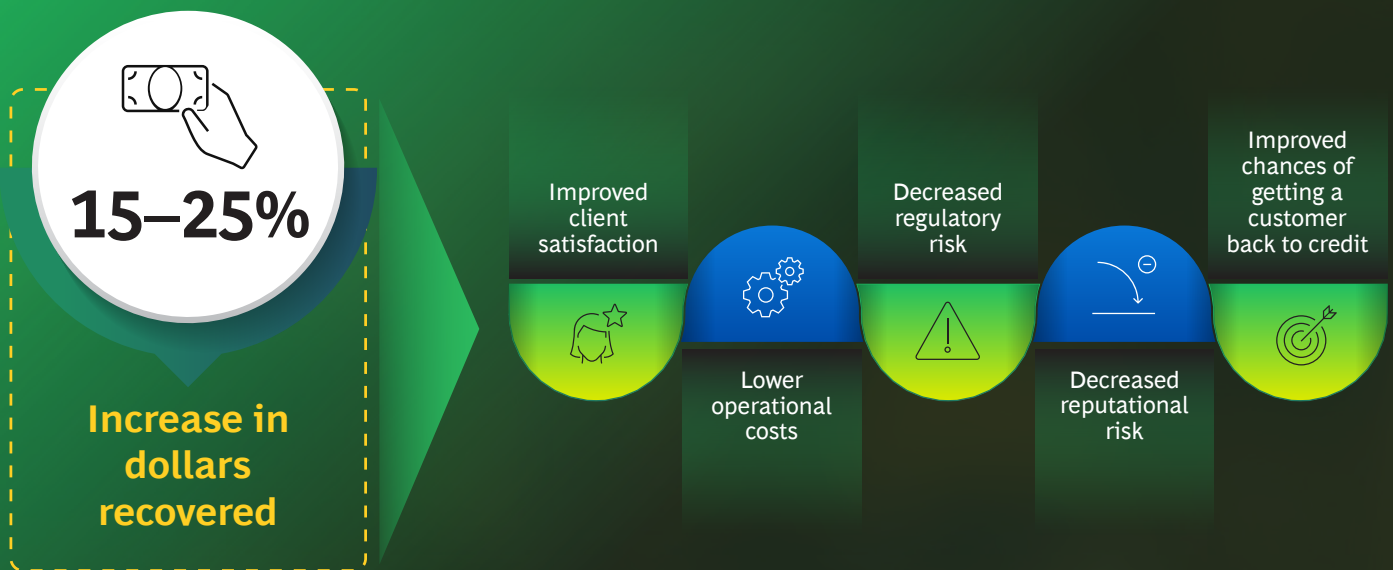 15–25%
Increase in
dollars
recovered
Improved
client
satisfaction
Lower
operational
costs
Decreased
regulatory
risk
Decreased
reputational
risk
Improved
chances of
getting a
customer
back to credit